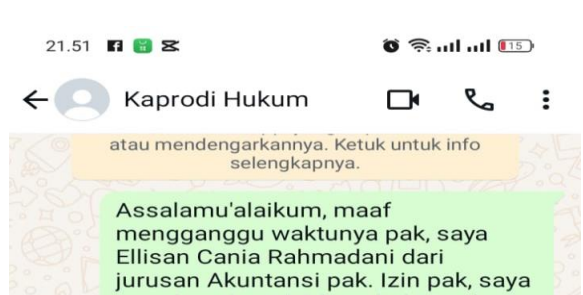 21.51
15
Kaprodi Hukum
atau mendengarkannya. Ketuk untuk info
selengkapnya.
Assalamu'alaikum, maaf
mengganggu waktunya pak, saya
Ellisan Cania Rahmadani dari
jurusan Akuntansi pak. Izin pak, saya